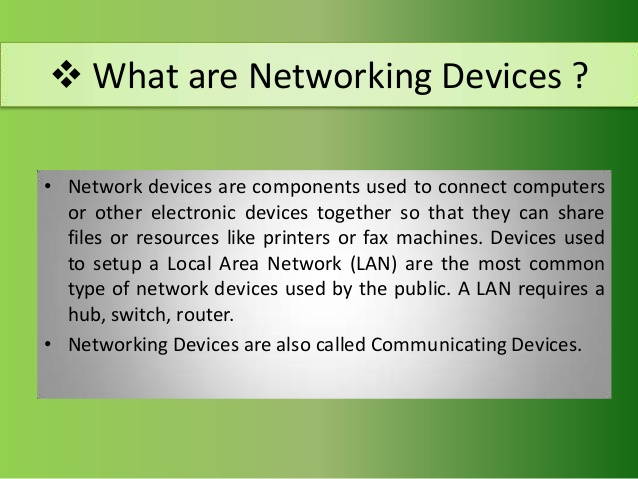 ❖ What are Networking Devices ?
• Network devices are components used to connect computers
or other electronic devices together so that they can share
files or resources like printers or fax machines. Devices used
to setup a Local Area Network (LAN) are the most common
type of network devices used by the public. A LAN requires a
hub, switch, router.
• Networking Devices are also called Communicating Devices.